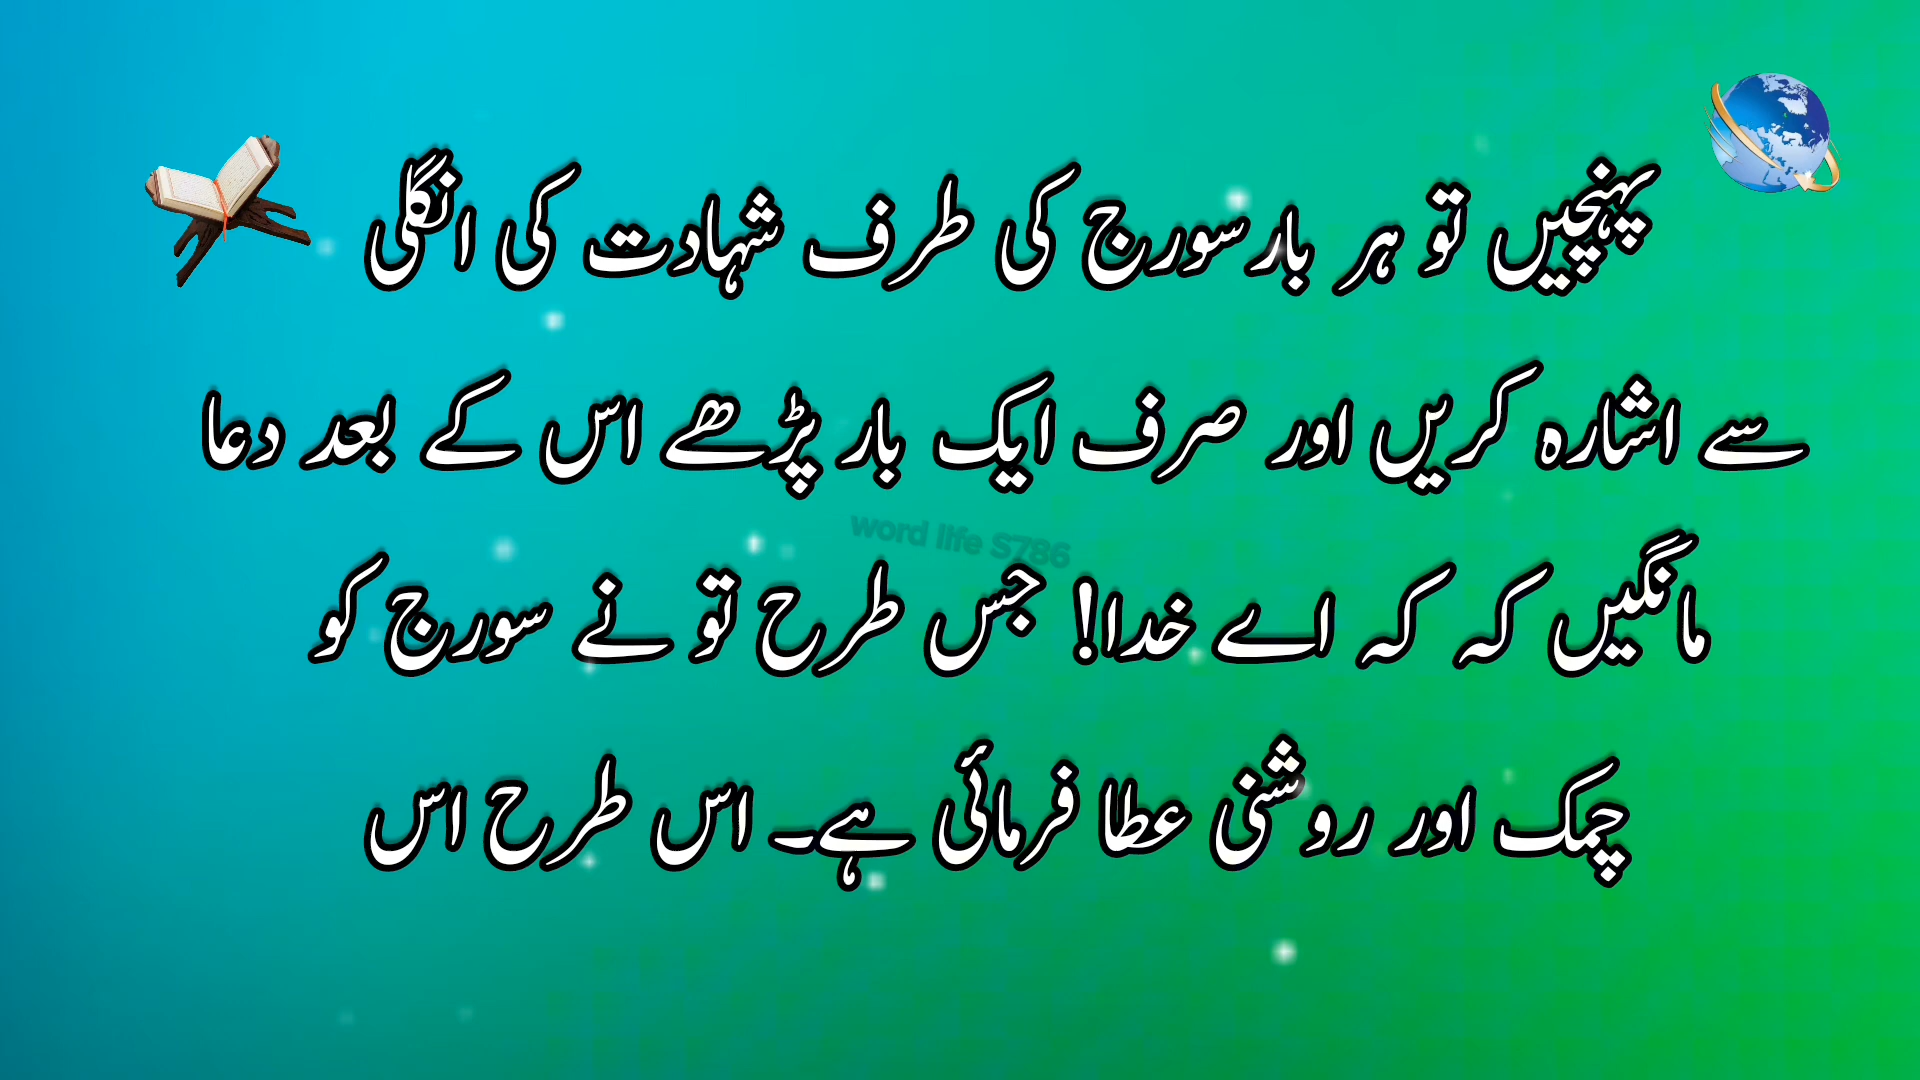 پہنچیں تو ہر بارسورج کی طرف شہادت کی انگلی
سے اشارہ کریں اور صرف ایک بار پڑھے اس کے بعد دعا
word life S786
مانگیں کہ کہ اے خدا! جس طرح تو نے سورج کو
چمک اور روشنی عطا فرمائی ہے۔ اس طرح اس